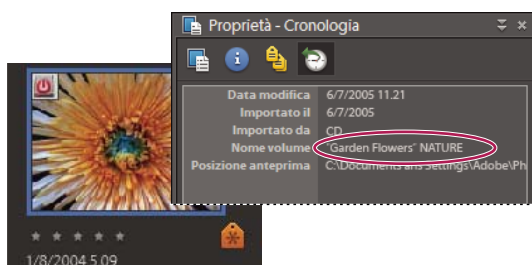 Proprietà - Cronologia
Data modifica 6/7/2005 11.21
Importato il 6/7/2005
Importato da CD
Nome volume "Garden Flowers" NATURE
Posizione anteprima C:\Documents ans Settings\Adobe\Ph
1/8/2004 5.09